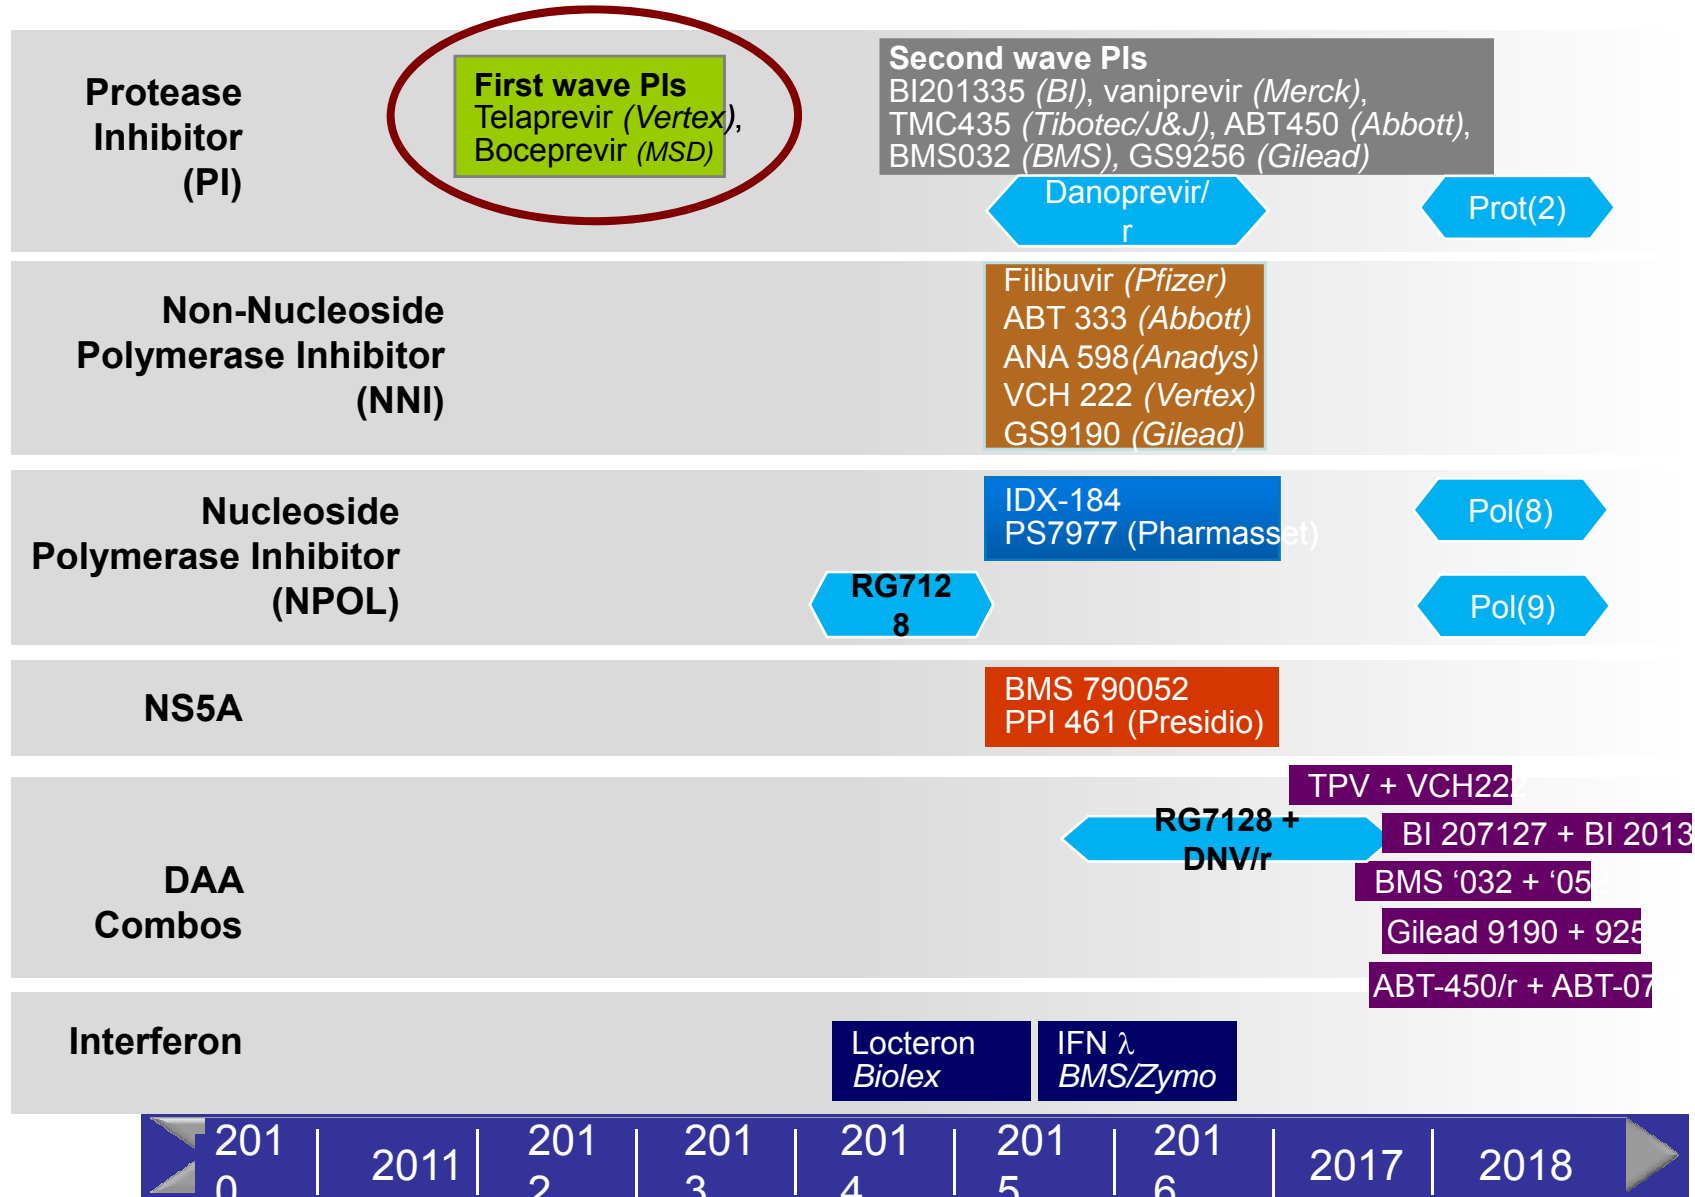 Protease
Inhibitor
(PI)
First wave PIs
Telaprevir (Vertex),
Boceprevir (MSD)
Second wave PIs
BI201335 (BI), vaniprevir (Merck),
TMC435 (Tibotec/J&J), ABT450 (Abbott),
BMS032 (BMS), GS9256 (Gilead)
Danoprevir/
r
Prot(2)
Non-Nucleoside
Polymerase Inhibitor
(NNI)
Filibuvir (Pfizer)
ABT 333 (Abbott)
ANA 598(Anadys)
VCH 222 (Vertex)
GS9190 (Gilead)
Nucleoside
Polymerase Inhibitor
(NPOL)
IDX-184
PS7977 (Pharmasset)
Pol(8)
RG712
8
Pol(9)
NS5A
BMS 790052
PPI 461 (Presidio)
DAA
Combos
TPV + VCH222
RG7128 +
DNV/r
BI 207127 + BI 2013
BMS ‘032 + ‘052
Gilead 9190 + 925
ABT-450/r + ABT-07
Interferon
Locteron
Biolex
IFN λ
BMS/Zymo
201
0
2011
201
2
201
3
201
4
201
5
201
6
2017
2018